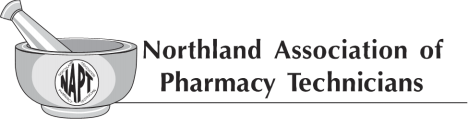 NAPT
Northland Association of
Pharmacy Technicians